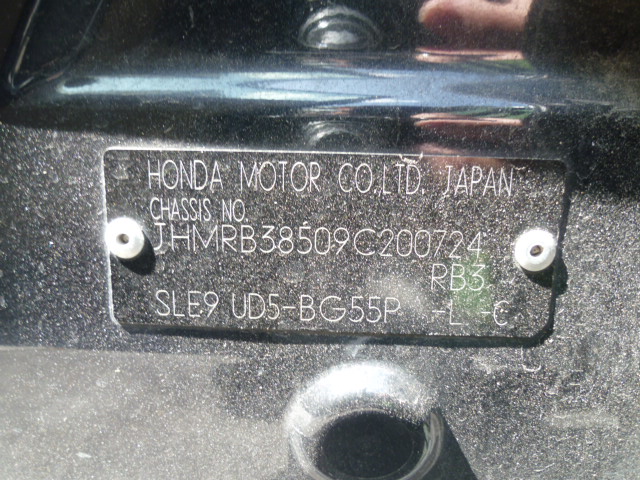 HONDA MOTOR CO.LTD. JAPAN
CHASSIS NO.
JHMRB38509C200724
RB3
SLE9 UD5-BG55P -L -C